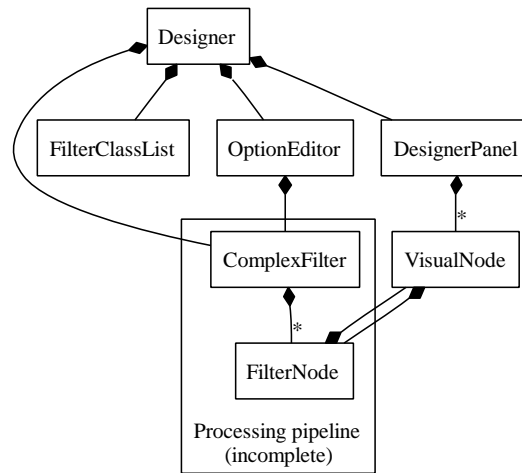 Designer
FilterClassList
OptionEditor
DesignerPanel
*
ComplexFilter
VisualNode
*
FilterNode
Processing pipeline
(incomplete)